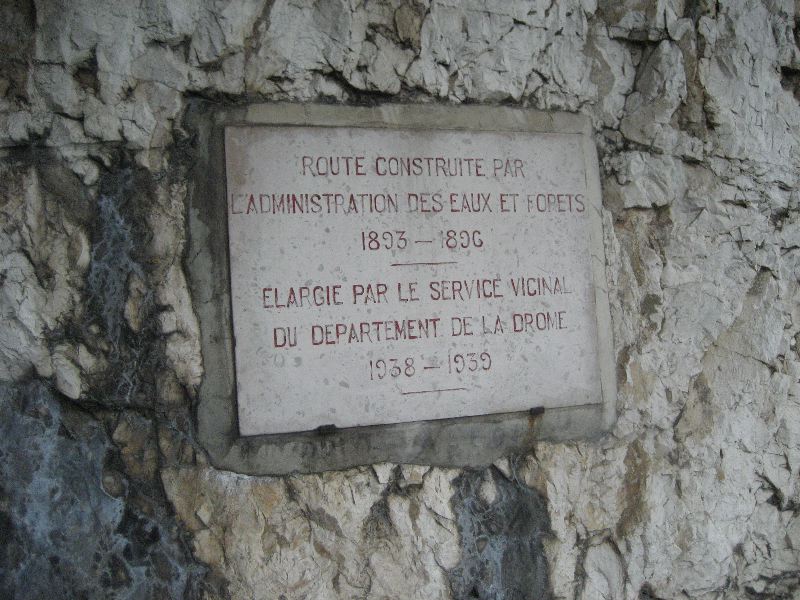 ROUTE CONSTRUITE PAR
L'ADMINISTRATION DES EAUX ET FORETS
1893 — 1896
ELARGIE PAR LE SERVICE VICINAL
DU DEPARTEMENT DE LA DROME
1938 — 1939